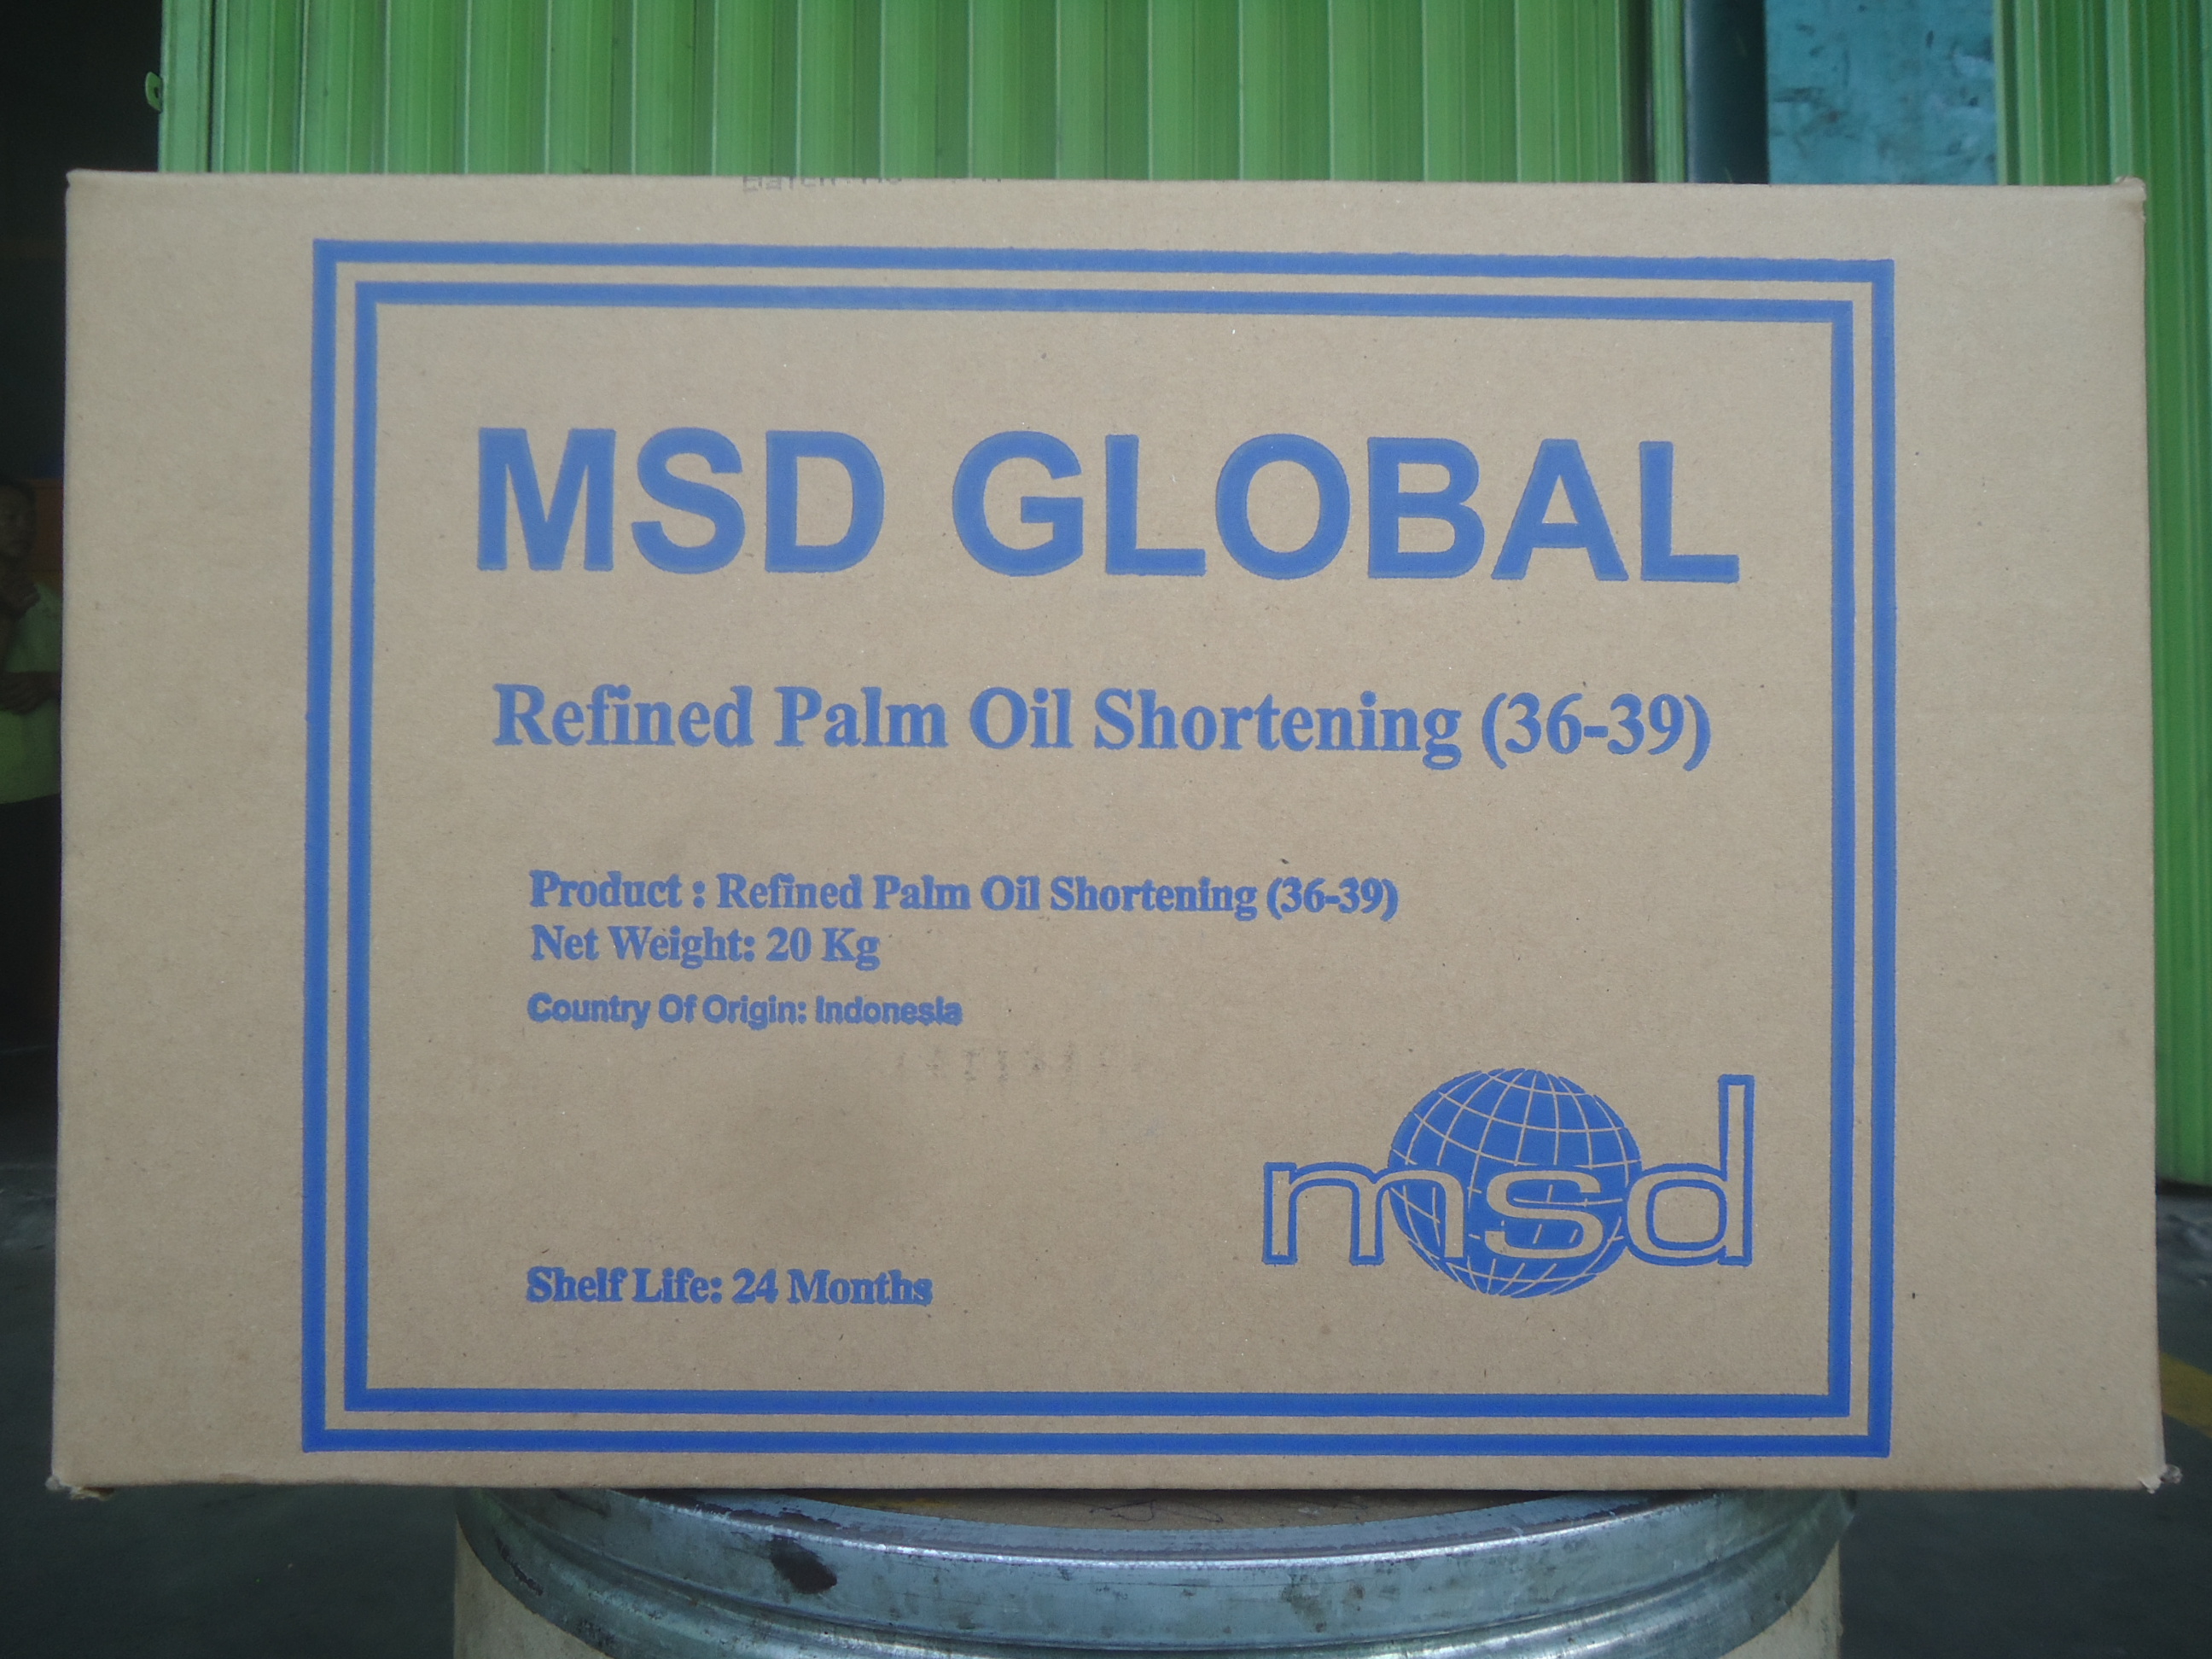 MSD GLOBAL
Refined Palm Oil Shortening (36-39)
Product : Refined Palm Oil Shortening (36-39)
Net Weight: 20 Kg
Country Of Origin: Indonesia
msd
Shelf Life: 24 Months